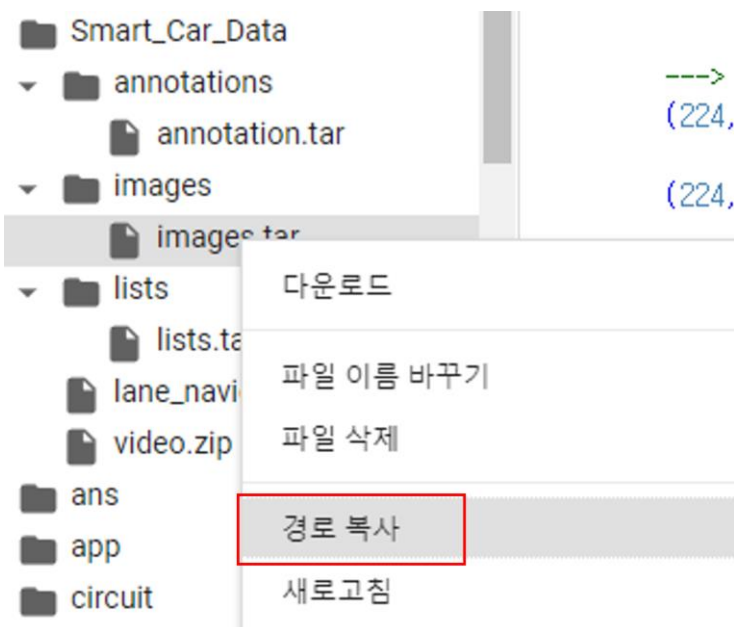 Smart_Car_Data
annotations
annotation.tar
images
images.tar
lists
lists.ta
lane_navi
video.zip
ans
app
circuit
다운로드
파일 이름 바꾸기
파일 삭제
경로 복사
새로고침
--->
(224,
(224,